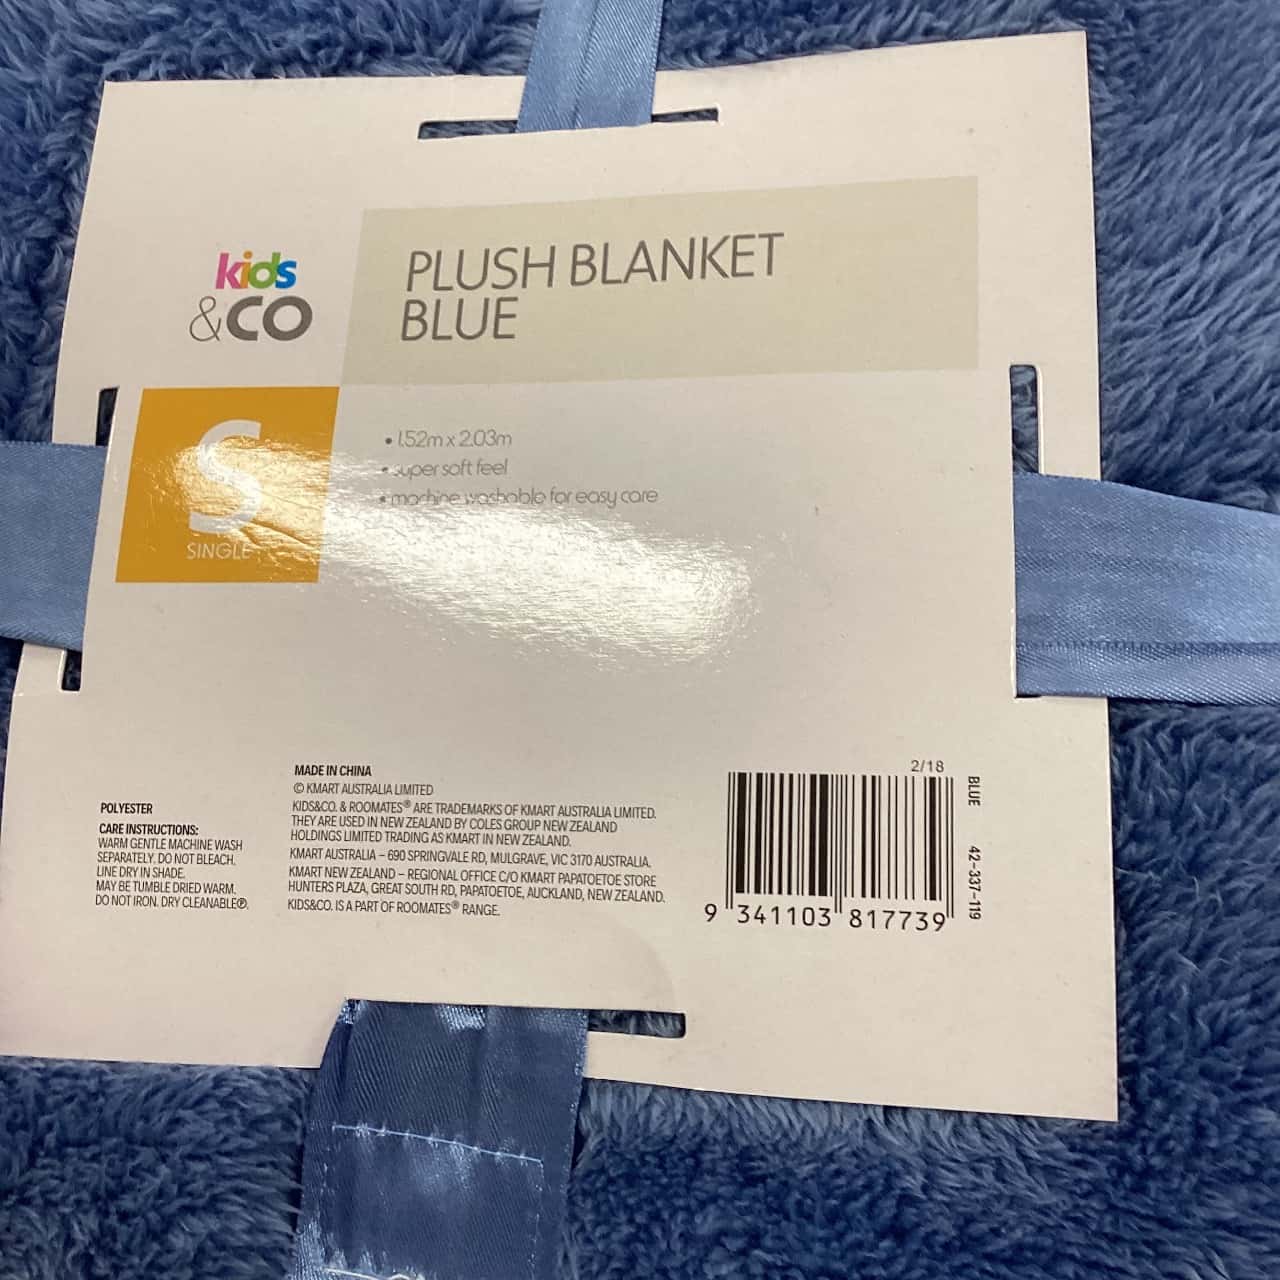 kids
&CO
PLUSH BLANKET
BLUE
S
SINGLE
• 1.52m x 2.03m
• super soft feel
• machine washable for easy care
POLYESTER
CARE INSTRUCTIONS:
WARM GENTLE MACHINE WASH
SEPARATELY. DO NOT BLEACH.
LINE DRY IN SHADE.
MAY BE TUMBLE DRIED WARM.
DO NOT IRON. DRY CLEANABLE Ⓟ.
MADE IN CHINA
© KMART AUSTRALIA LIMITED
KIDS&CO. & ROOMATES® ARE TRADEMARKS OF KMART AUSTRALIA LIMITED.
THEY ARE USED IN NEW ZEALAND BY COLES GROUP NEW ZEALAND
HOLDINGS LIMITED TRADING AS KMART IN NEW ZEALAND.
KMART AUSTRALIA – 690 SPRINGVALE RD, MULGRAVE, VIC 3170 AUSTRALIA.
KMART NEW ZEALAND – REGIONAL OFFICE C/O KMART PAPATOETOE STORE
HUNTERS PLAZA, GREAT SOUTH RD, PAPATOETOE, AUCKLAND, NEW ZEALAND.
KIDS&CO. IS A PART OF ROOMATES® RANGE.
2/18
9 341103 817739
BLUE 42-337-119